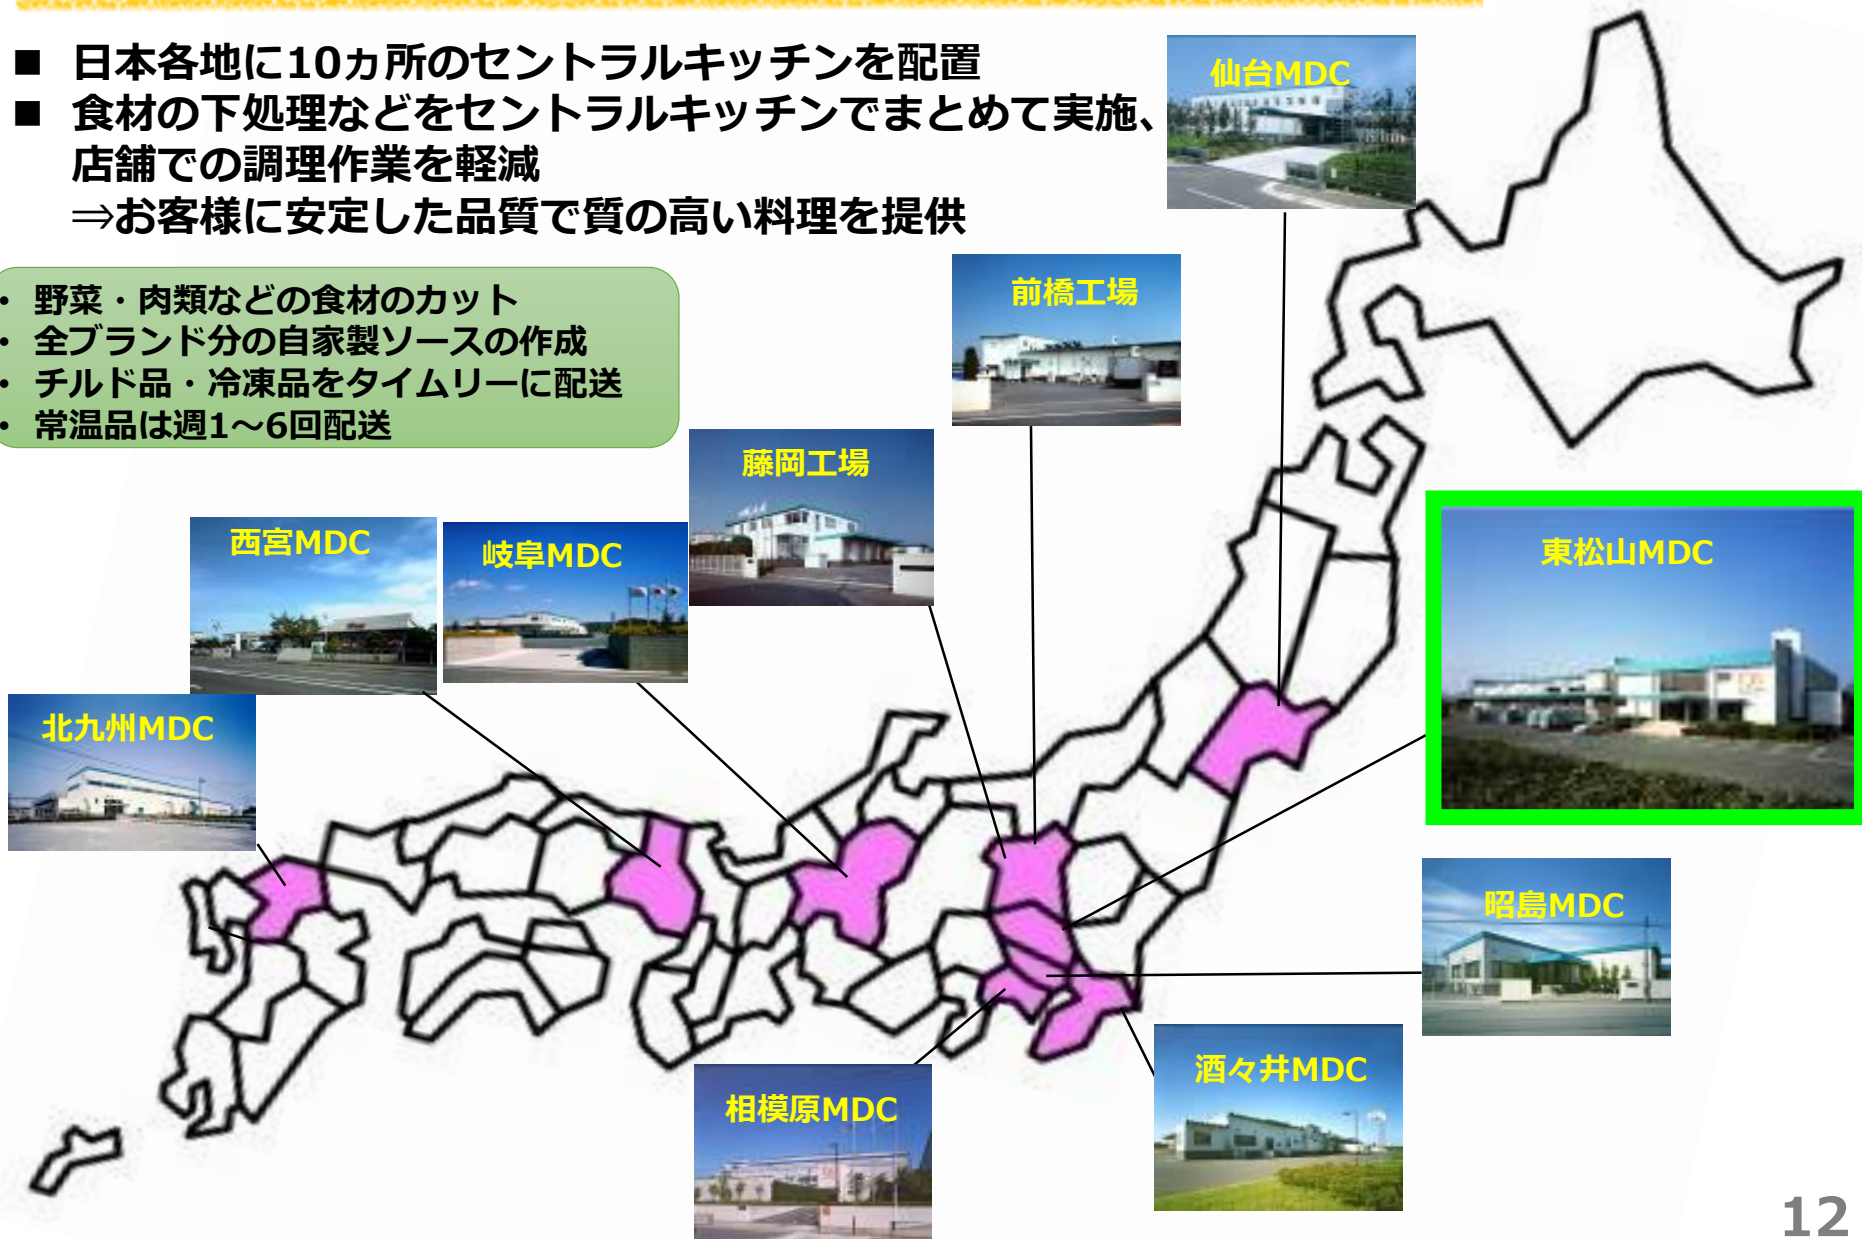 ■ 日本各地に10ヵ所のセントラルキッチンを配置
■ 食材の下処理などをセントラルキッチンでまとめて実施、
店舗での調理作業を軽減
⇒お客様に安定した品質で質の高い料理を提供
・ 野菜・肉類などの食材のカット
・ 全ブランド分の自家製ソースの作成
・ チルド品・冷凍品をタイムリーに配送
・ 常温品は週1～6回配送
仙台MDC
前橋工場
藤岡工場
西宮MDC
岐阜MDC
東松山MDC
北九州MDC
昭島MDC
酒々井MDC
相模原MDC
12